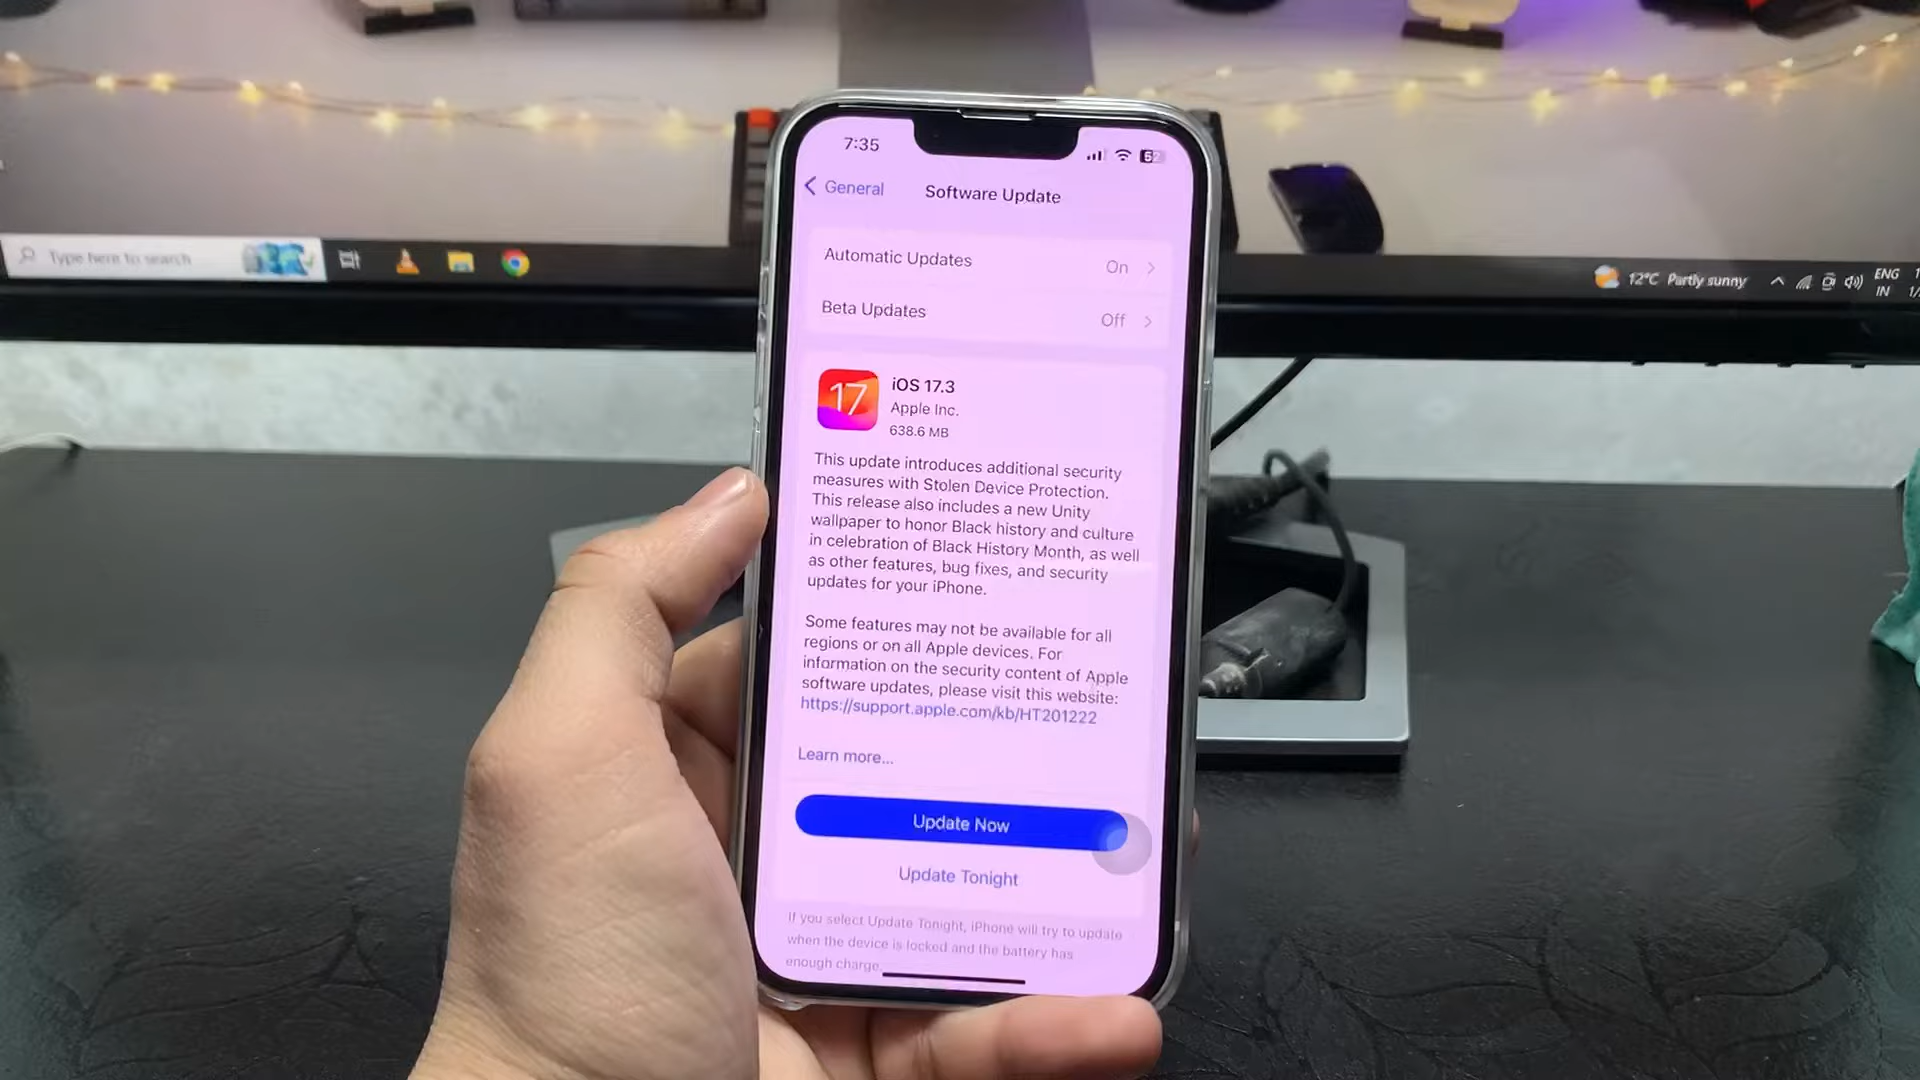 7:35
62
General
Software Update
Automatic Updates
On
Beta Updates
Off
17
iOS 17.3
Apple Inc.
638.6 MB
This update introduces additional security
measures with Stolen Device Protection.
This release also includes a new Unity
wallpaper to honor Black history and culture
in celebration of Black History Month, as well
as other features, bug fixes, and security
updates for your iPhone.
Some features may not be available for all
regions or on all Apple devices. For
information on the security content of Apple
software updates, please visit this website:
https://support.apple.com/kb/HT201222
Learn more...
Update Now
Update Tonight
If you select Update Tonight, iPhone will try to update
when the device is locked and the battery has
enough charge.
Type here to search
12°C Partly sunny
ENG
IN